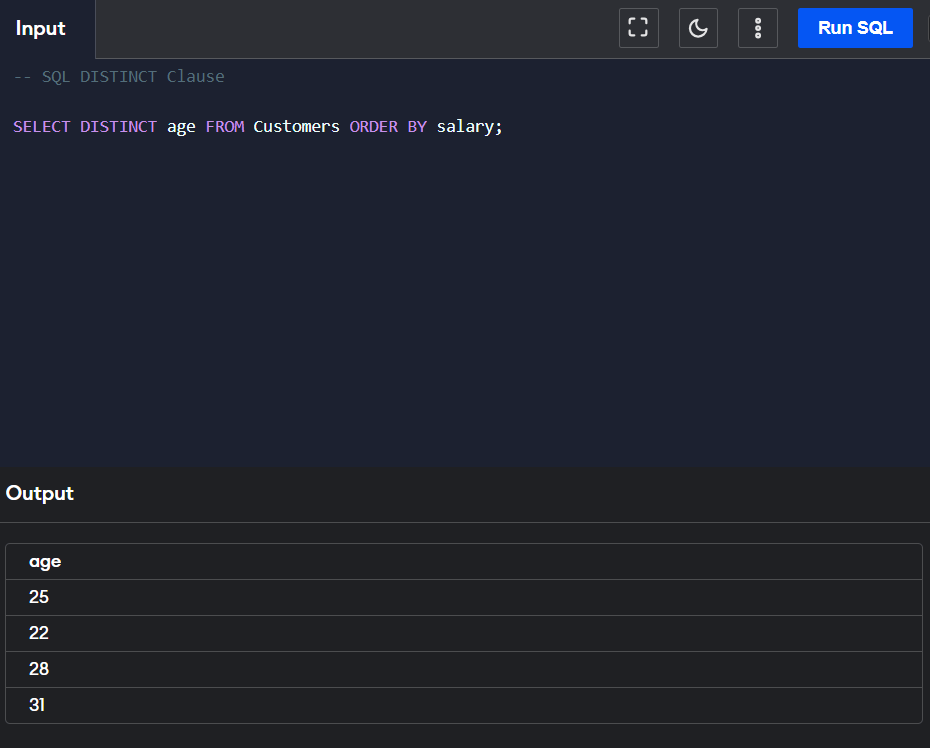 Input
Run SQL
-- SQL DISTINCT Clause
SELECT DISTINCT age FROM Customers ORDER BY salary;
Output
age
25
22
28
31